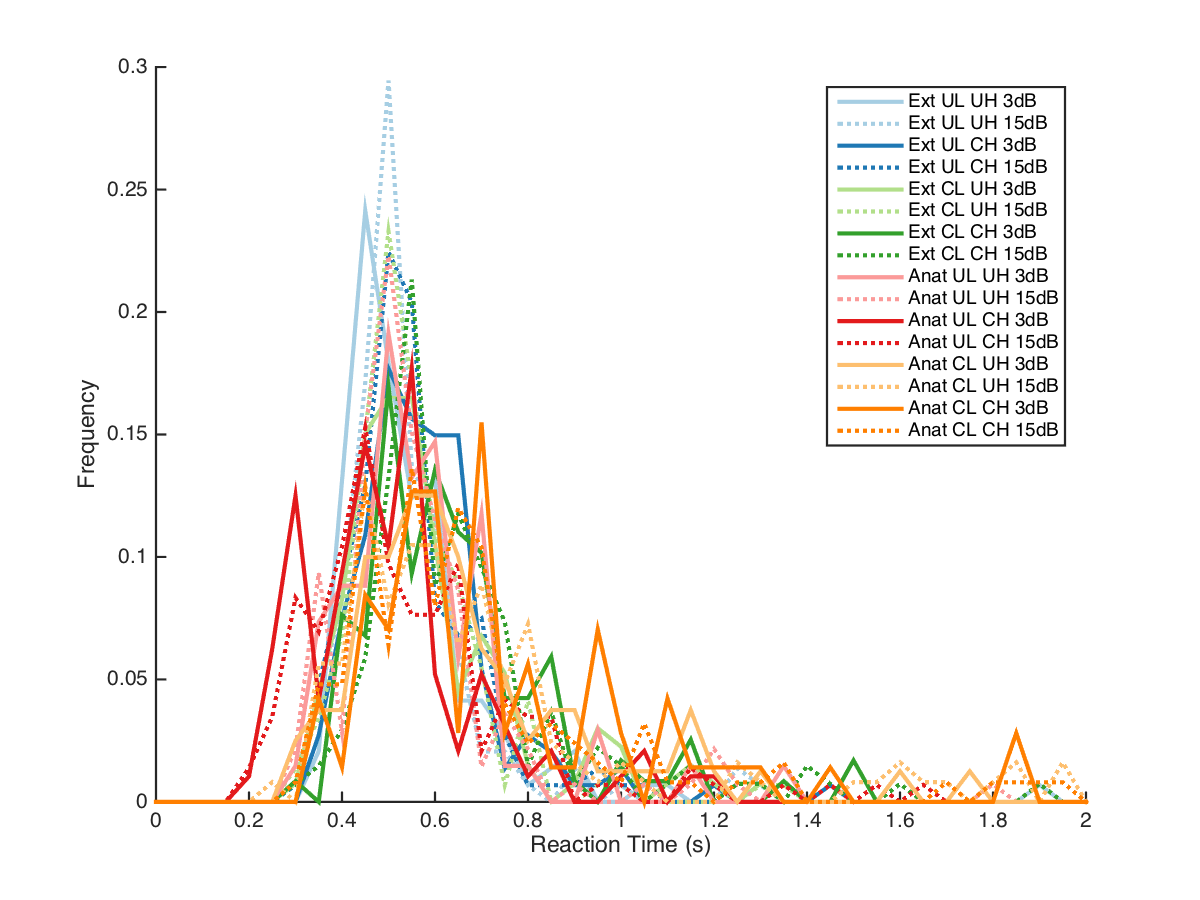 0.3
0.25
0.2
0.15
0.1
0.05
0
Frequency
0 0.2 0.4 0.6 0.8 1 1.2 1.4 1.6 1.8 2
Reaction Time (s)
Ext UL UH 3dB
Ext UL UH 15dB
Ext UL CH 3dB
Ext UL CH 15dB
Ext CL UH 3dB
Ext CL UH 15dB
Ext CL CH 3dB
Ext CL CH 15dB
Anat UL UH 3dB
Anat UL UH 15dB
Anat UL CH 3dB
Anat UL CH 15dB
Anat CL UH 3dB
Anat CL UH 15dB
Anat CL CH 3dB
Anat CL CH 15dB